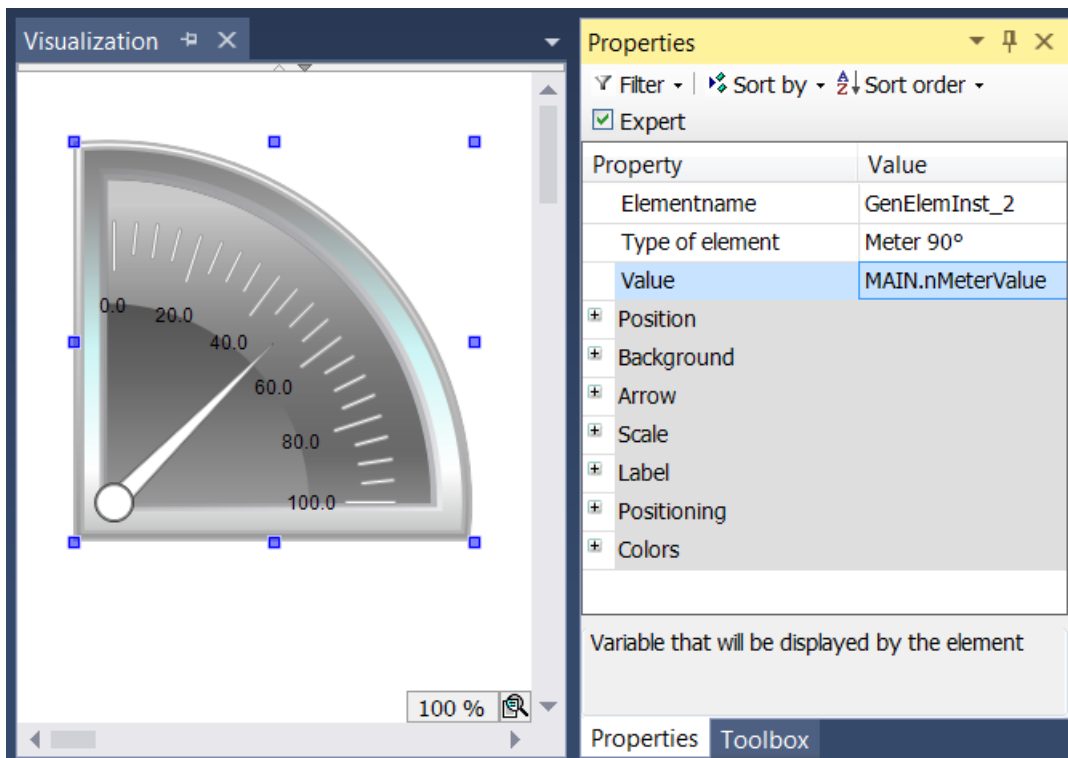 Visualization
0.0
20.0
40.0
60.0
80.0
100.0
100 %
Properties
Filter Sort by Sort order
Expert
Property Value
Elementname GenElemInst_2
Type of element Meter 90°
Value MAIN.nMeterValue
Position
Background
Arrow
Scale
Label
Positioning
Colors
Variable that will be displayed by the element
Properties Toolbox